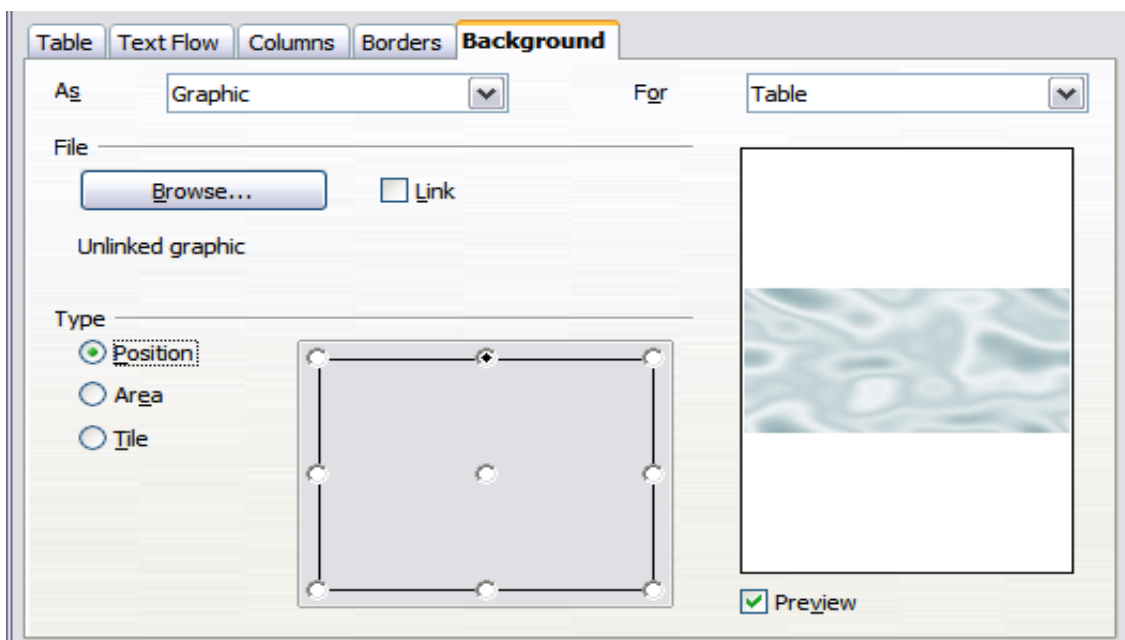 Table Text Flow Columns Borders Background
As Graphic For Table
File
Browse... Link
Unlinked graphic
Type
Position
Area
Tile
Preview